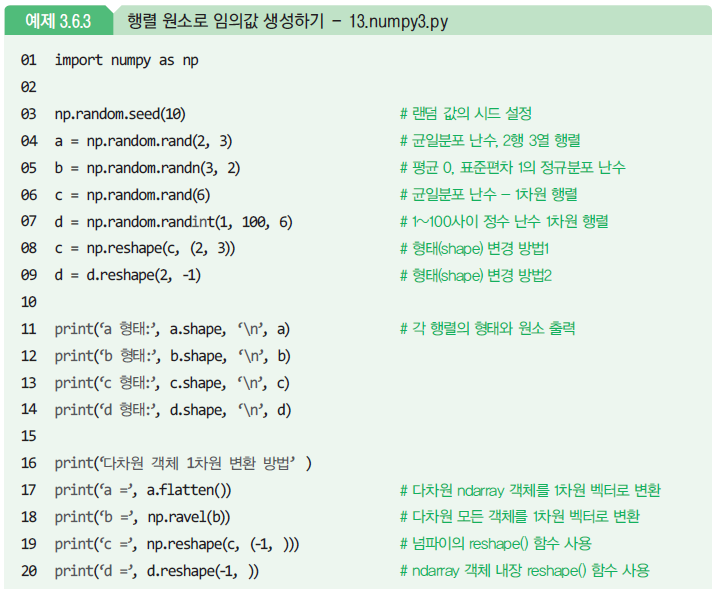 예제 3.6.3 행렬 원소로 임의값 생성하기 - 13.numpy3.py
01 import numpy as np
02
03 np.random.seed(10) # 랜덤 값의 시드 설정
04 a = np.random.rand(2, 3) # 균일분포 난수, 2행 3열 행렬
05 b = np.random.randn(3, 2) # 평균 0, 표준편차 1의 정규분포 난수
06 c = np.random.rand(6) # 균일분포 난수 - 1차원 행렬
07 d = np.random.randint(1, 100, 6) # 1~100사이 정수 난수 1차원 행렬
08 c = np.reshape(c, (2, 3)) # 형태(shape) 변경 방법1
09 d = d.reshape(2, -1) # 형태(shape) 변경 방법2
10
11 print(‘a 형태:’, a.shape, ‘\n’, a) # 각 행렬의 형태와 원소 출력
12 print(‘b 형태:’, b.shape, ‘\n’, b)
13 print(‘c 형태:’, c.shape, ‘\n’, c)
14 print(‘d 형태:’, d.shape, ‘\n’, d)
15
16 print(‘다차원 객체 1차원 변환 방법’ )
17 print(‘a =’, a.flatten()) # 다차원 ndarray 객체를 1차원 벡터로 변환
18 print(‘b =’, np.ravel(b)) # 다차원 모든 객체를 1차원 벡터로 변환
19 print(‘c =’, np.reshape(c, (-1, ))) # 넘파이의 reshape() 함수 사용
20 print(‘d =’, d.reshape(-1, )) # ndarray 객체 내장 reshape() 함수 사용